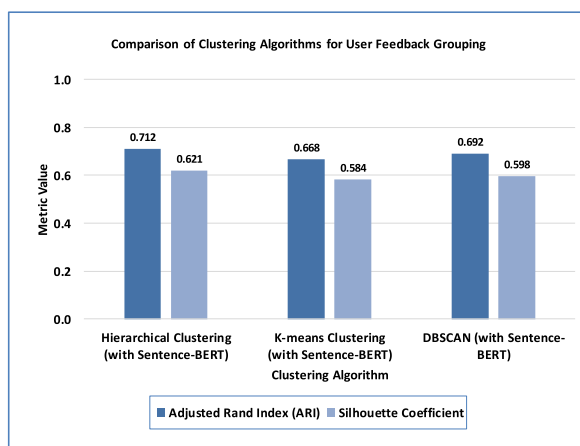 Comparison of Clustering Algorithms for User Feedback Grouping
1.0
0.8
0.6
0.4
0.2
0.0
Metric Value
0.712
0.621
0.668
0.584
0.692
0.598
Hierarchical Clustering
(with Sentence-BERT)
K-means Clustering
(with Sentence-BERT)
DBSCAN (with Sentence-
BERT)
Clustering Algorithm
Adjusted Rand Index (ARI)
Silhouette Coefficient